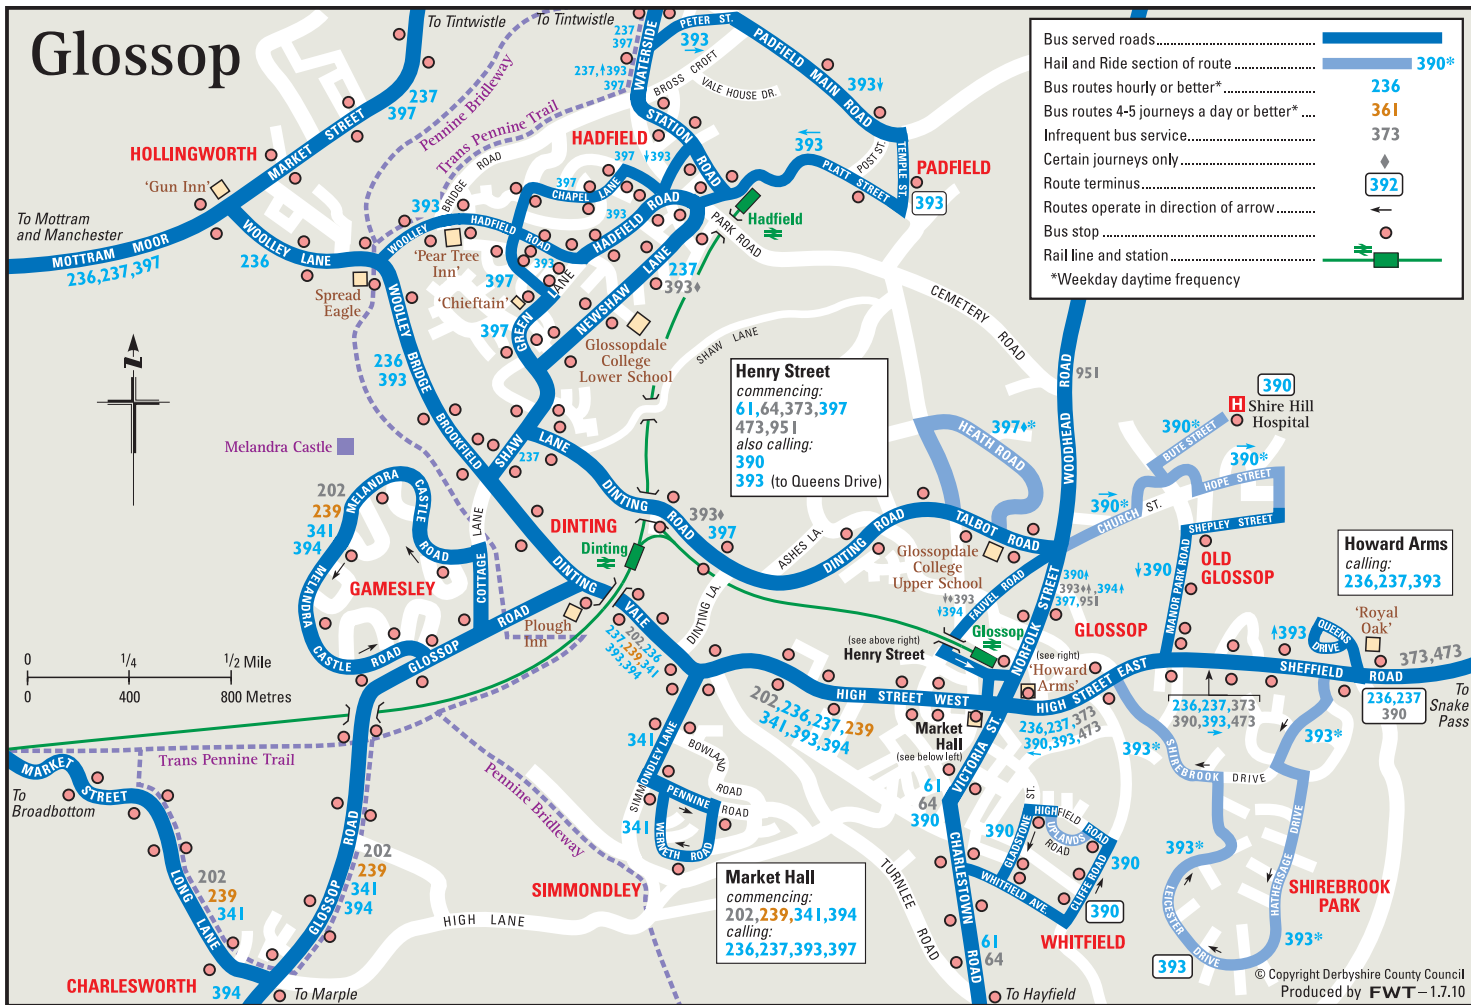 Glossop
To Tintwistle
To Tintwistle
Bus served roads
Hail and Ride section of route
390*
Bus routes hourly or better*
236
Bus routes 4-5 journeys a day or better*
361
Infrequent bus service
373
Certain journeys only
Route terminus
392
Routes operate in direction of arrow
Bus stop
Rail line and station
*Weekday daytime frequency
237
397
237,393
397
WATERSIDE
PETER ST.
393
PADFIELD MAIN ROAD
393
BROSS CROFT
VALE HOUSE DR.
STATION ROAD
HADFIELD
397
393
393
POST ST.
TEMPLE ST.
PADFIELD
393
PLATT STREET
Pennine Bridleway
Trans Pennine Trail
237
397
MARKET STREET
HOLLINGWORTH
'Gun Inn'
To Mottram
and Manchester
MOTTRAM MOOR
236,237,397
WOOLLEY LANE
236
Spread
Eagle
BRIDGE ROAD
393
WOOLLEY
HADFIELD ROAD
'Pear Tree
Inn'
397
CHAPEL LANE
393
HADFIELD ROAD
393
397
'Chieftain'
397
GREEN LANE
NEWSHAW LANE
237
393
Hadfield
PARK ROAD
CEMETERY ROAD
SHAW LANE
Glossopdale
College
Lower School
WOOLLEY BRIDGE
236
393
BROOKFIELD
N
Henry Street
commencing:
61,64,373,397
473,951
also calling:
390
393 (to Queens Drive)
WOODHEAD ROAD
951
397*
HEATH ROAD
390
H Shire Hill
Hospital
390*
BUTE STREET
390*
HOPE STREET
390*
CHURCH ST.
SHEPLEY STREET
Melandra Castle
SHAW LANE
237
DINTING ROAD
393
397
DINTING
Dinting
DINTING
ASHES LA.
DINTING ROAD
TALBOT ROAD
Glossopdale
College
Upper School
393
394
FAUVEL ROAD
390
393,394
397,951
NORFOLK STREET
OLD
GLOSSOP
390
MANOR PARK ROAD
Howard Arms
calling:
236,237,393
202
239
341
394
MELANDRA CASTLE ROAD
COTTAGE LANE
GAMESLEY
MELANDRA CASTLE ROAD
GLOSSOP ROAD
Plough
Inn
VALE
202,236
237,239,341
393,394
DINTING LA.
(see above right)
Henry Street
Glossop
GLOSSOP
(see right)
'Howard
Arms'
393
QUEENS DRIVE
'Royal
Oak'
373,473
SHEFFIELD ROAD
236,237
390
To
Snake
Pass
0 1/4 1/2 Mile
0 400 800 Metres
202,236,237,239
341,393,394
HIGH STREET WEST
HIGH STREET EAST
236,237,373
390,393,473
236,237,373
390,393,473
Market
Hall
(see below left)
VICTORIA ST.
341
SIMMONDLEY LANE
SIMMONDLEY
BOWLAND ROAD
PENNINE ROAD
WERNETH ROAD
341
61
64
390
393*
SHIREBROOK DRIVE
393*
HATHERSAGE DRIVE
393*
LEICESTER DRIVE
393*
393
SHIREBROOK
PARK
Trans Pennine Trail
Pennine Bridleway
MARKET STREET
To
Broadbottom
LONG LANE
202
239
341
GLOSSOP ROAD
202
239
341
394
CHARLESWORTH
394
To Marple
HIGH LANE
SIMMONDLEY
Market Hall
commencing:
202,239,341,394
calling:
236,237,393,397
TURNLEE ROAD
CHARLESTOWN ROAD
390
GLADSTONE ST.
HIGHFIELD ROAD
UPLANDS ROAD
WHITFIELD AVE.
CLIFFE ROAD
390
390
WHITFIELD
61
64
To Hayfield
© Copyright Derbyshire County Council
Produced by FWT – 1.7.10